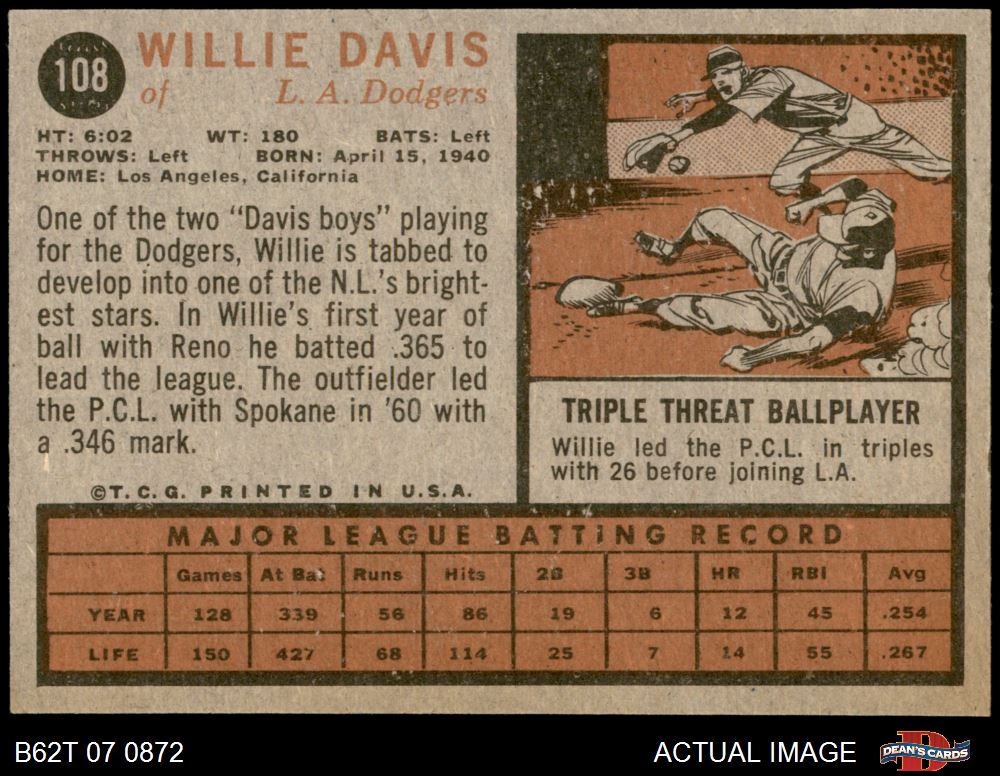 108
WILLIE DAVIS
of L. A. Dodgers
HT: 6:02 WT: 180 BATS: Left
THROWS: Left BORN: April 15, 1940
HOME: Los Angeles, California
One of the two "Davis boys" playing
for the Dodgers, Willie is tabbed to
develop into one of the N.L.'s bright-
est stars. In Willie's first year of
ball with Reno he batted .365 to
lead the league. The outfielder led
the P.C.L. with Spokane in '60 with
a .346 mark.
©T. C. G. PRINTED IN U.S.A.
TRIPLE THREAT BALLPLAYER
Willie led the P.C.L. in triples
with 26 before joining L.A.
MAJOR LEAGUE BATTING RECORD
Games At Bat Runs Hits 2B 3B HR RBI Avg
YEAR 128 339 56 86 19 6 12 45 .254
LIFE 150 427 68 114 25 7 14 55 .267
B62T 07 0872
ACTUAL IMAGE
DEAN'S CARDS